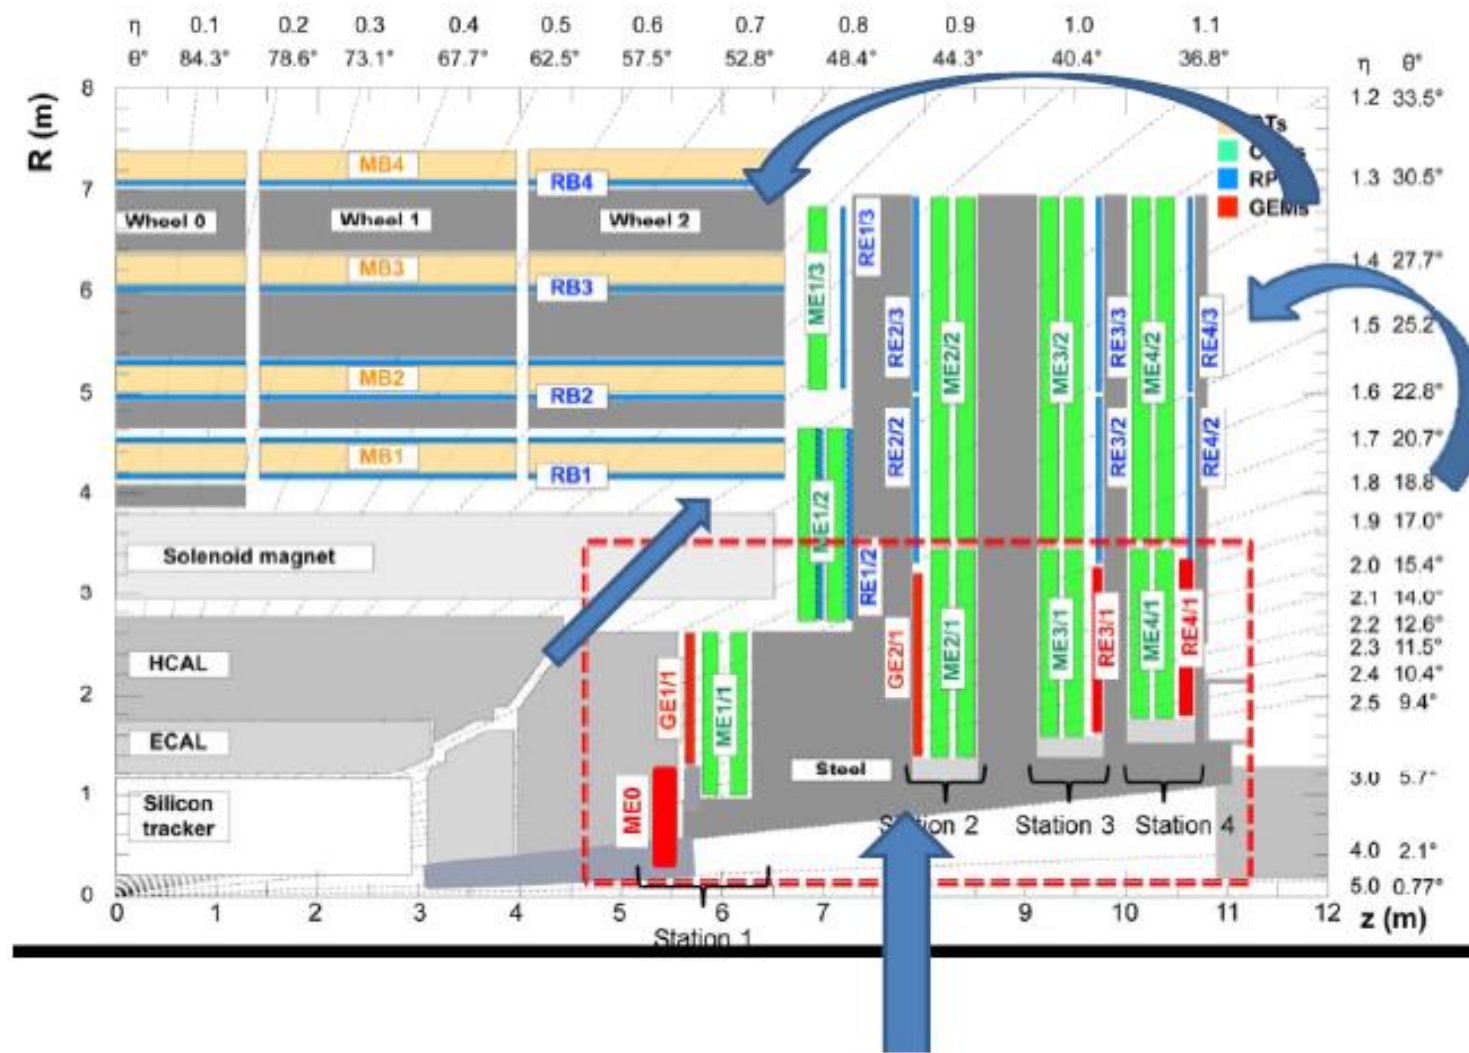 η 0.1 0.2 0.3 0.4 0.5 0.6 0.7 0.8 0.9 1.0 1.1
θ° 84.3° 78.6° 73.1° 67.7° 62.5° 57.5° 52.8° 48.4° 44.3° 40.4° 36.8°
η θ°
R (m)
8
7
6
5
4
3
2
1
0
1.2 33.5°
1.3 30.5°
1.4 27.7°
1.5 25.2
1.6 22.8°
1.7 20.7°
1.8 18.8
1.9 17.0°
2.0 15.4°
2.1 14.0°
2.2 12.6°
2.3 11.5°
2.4 10.4°
2.5 9.4°
3.0 5.7°
4.0 2.1°
5.0 0.77°
RP
GEMs
MB4
RB4
Wheel 0
Wheel 1
Wheel 2
MB3
RB3
MB2
RB2
MB1
RB1
Solenoid magnet
HCAL
ECAL
Silicon
tracker
ME1/3
RE1/3
ME1/2
RE1/2
RE2/3
RE2/2
ME2/2
ME3/2
RE3/3
RE3/2
ME4/2
RE4/3
RE4/2
GE1/1
ME1/1
ME0
GE2/1
ME2/1
ME3/1
RE3/1
ME4/1
RE4/1
Steel
Station 2
Station 3
Station 4
0 1 2 3 4 5 6 7 9 10 11 12
z (m)
Station 1